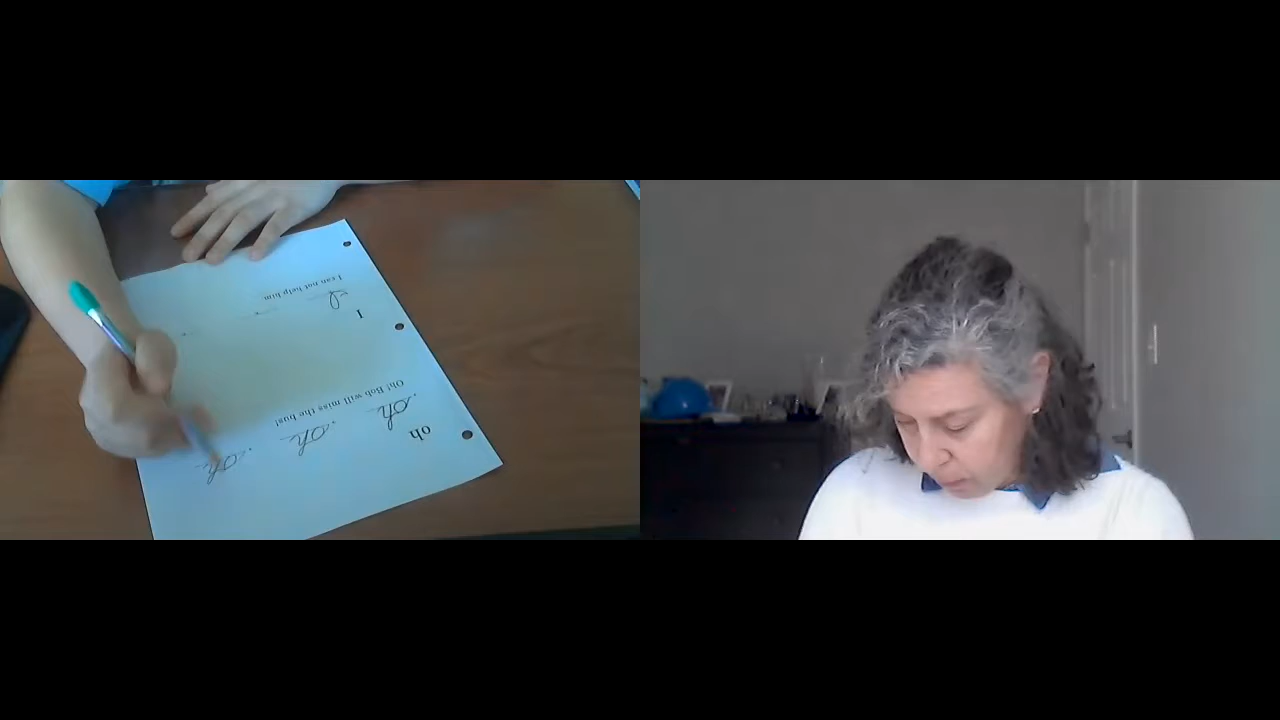 oh
oh oh oh
Oh! Bob will miss the bus!
I
I
I can not help him